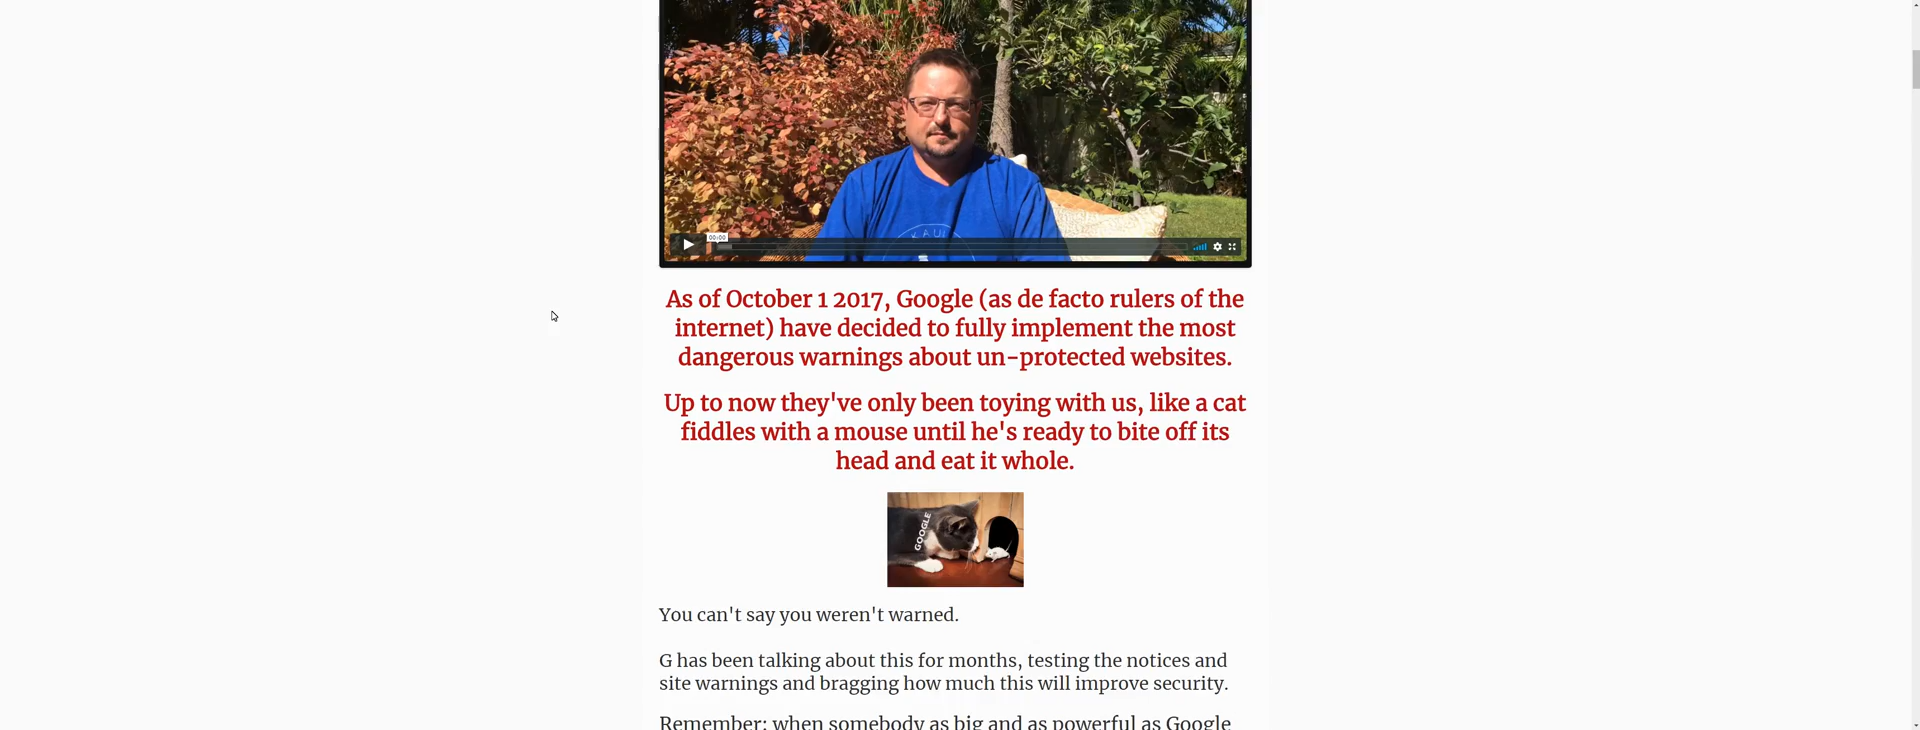 KAUA
00:00
As of October 1 2017, Google (as de facto rulers of the
internet) have decided to fully implement the most
dangerous warnings about un-protected websites.
Up to now they've only been toying with us, like a cat
fiddles with a mouse until he's ready to bite off its
head and eat it whole.
GOOGLE
You can't say you weren't warned.
G has been talking about this for months, testing the notices and
site warnings and bragging how much this will improve security.
Remember: when somebody as big and as powerful as Google